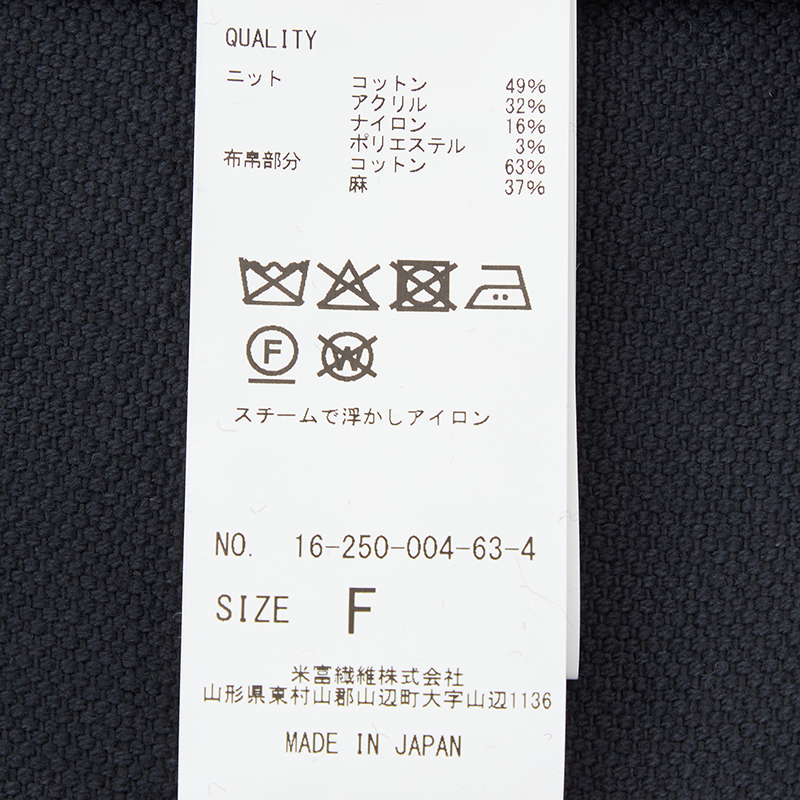 QUALITY
ニット コットン 49%
アクリル 32%
ナイロン 16%
ポリエステル 3%
布帛部分 コットン 63%
麻 37%
F
W
スチームで浮かしアイロン
NO. 16-250-004-63-4
SIZE F
米富繊維株式会社
山形県東村山郡山辺町大字山辺1136
MADE IN JAPAN